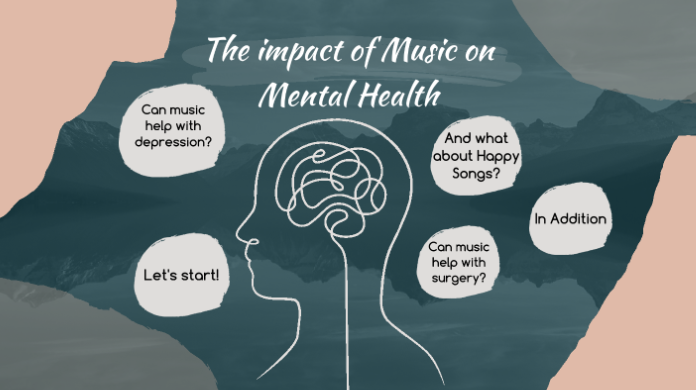 The impact of Music on
Mental Health
Can music
help with
depression?
And what
about Happy
Songs?
In Addition
Let's start!
Can music
help with
surgery?